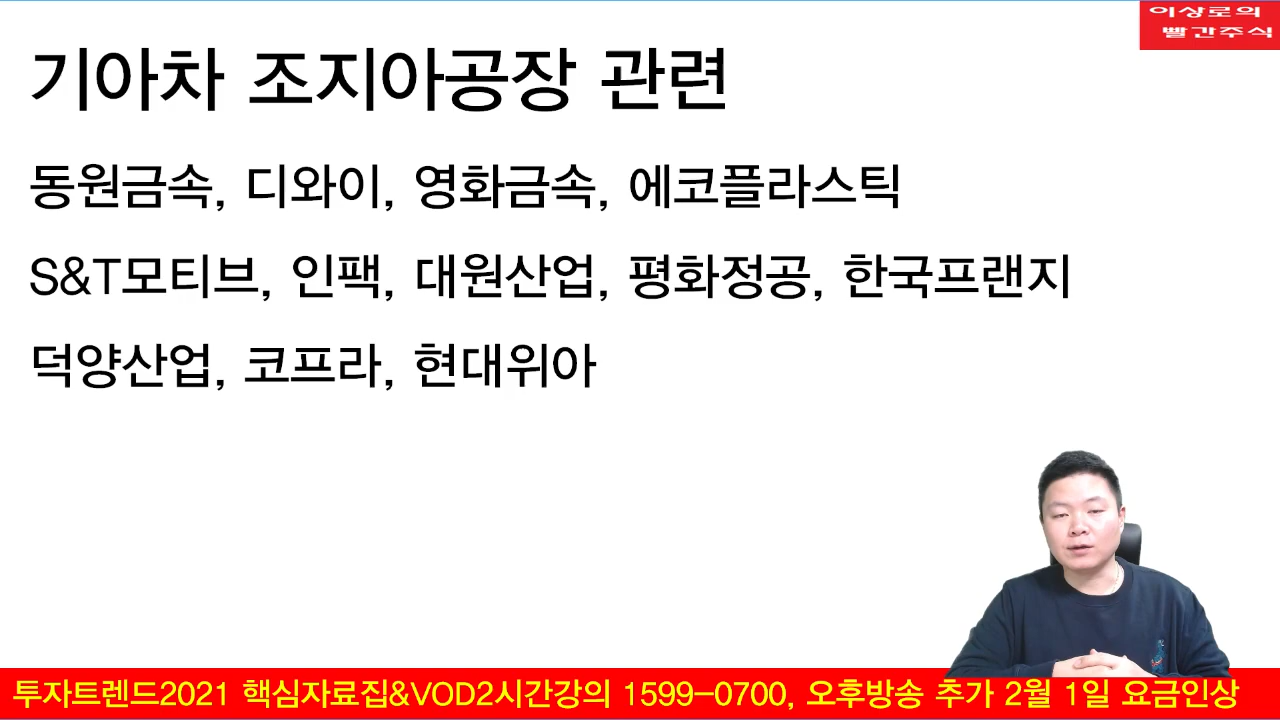 이상로의
빨간주식
기아차 조지아공장 관련
동원금속, 디와이, 영화금속, 에코플라스틱
S&T모티브, 인팩, 대원산업, 평화정공, 한국프랜지
덕양산업, 코프라, 현대위아
투자트렌드2021 핵심자료집&VOD2시간강의 1599-0700, 오후방송 추가 2월 1일 요금인상